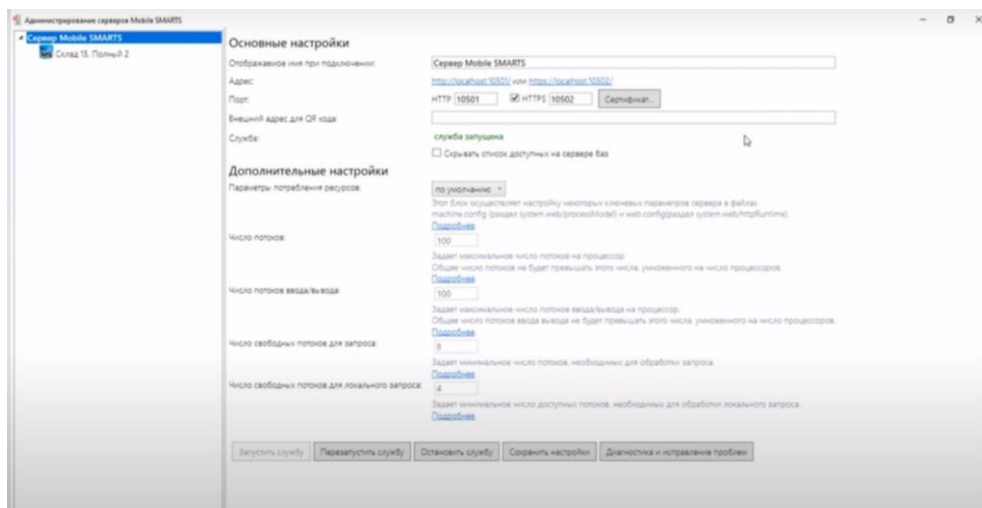 Администрирование серверов Mobile SMARTS
Сервер Mobile SMARTS
Склад 15, Полный 2
Основные настройки
Отображаемое имя при подключении:
Сервер Mobile SMARTS
Адрес:
http://localhost:10501/ или https://localhost:10502/
Порт:
HTTP 10501 HTTPS 10502 Сертификат...
Внешний адрес для QR кода:
Служба:
служба запущена
Скрывать список доступных на сервере баз
Дополнительные настройки
Параметры потребления ресурсов:
по умолчанию
Этот блок осуществляет настройку некоторых ключевых параметров сервера в файлах
machine.config (раздел system.web/processModel) и web.config(раздел system.web/httpRuntime).
Подробнее
Число потоков:
100
Задает максимальное число потоков на процессор.
Общее число потоков не будет превышать этого числа, умноженного на число процессоров.
Подробнее
Число потоков ввода/вывода:
100
Задает максимальное число потоков ввода/вывода на процессор.
Общее число потоков ввода вывода не будет превышать этого числа, умноженного на число процессоров.
Подробнее
Число свободных потоков для запроса:
8
Задает минимальное число потоков, необходимых для обработки запроса.
Подробнее
Число свободных потоков для локального запроса:
4
Задает минимальное число доступных потоков, необходимых для обработки локального запроса.
Подробнее
Запустить службу Перезапустить службу Остановить службу Сохранить настройки Диагностика и исправление проблем